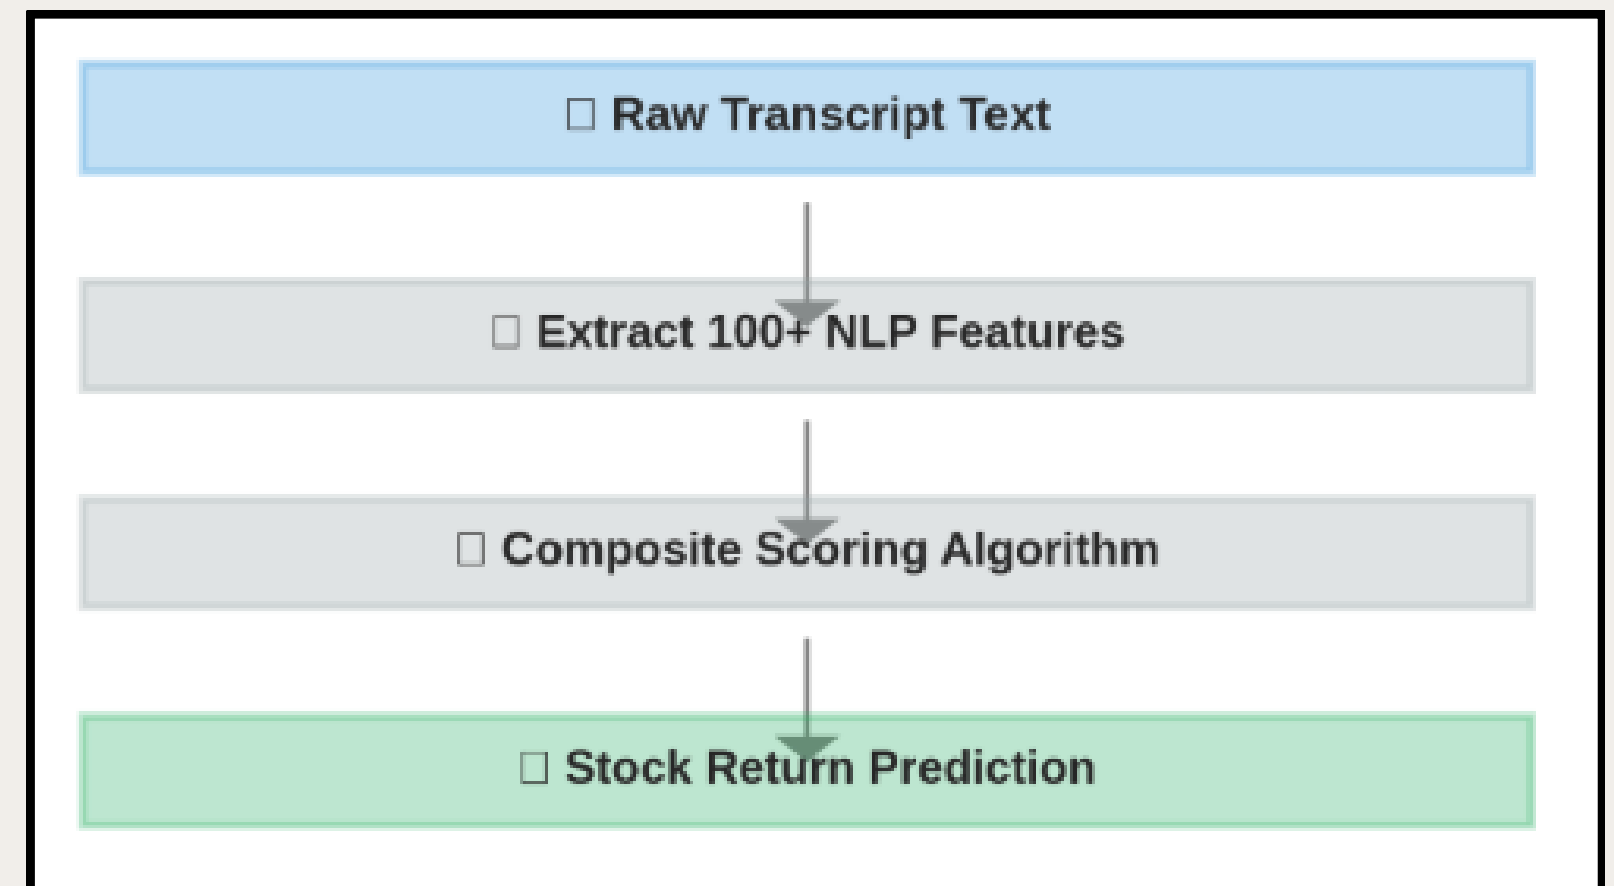 Raw Transcript Text
Extract 100+ NLP Features
Composite Scoring Algorithm
Stock Return Prediction